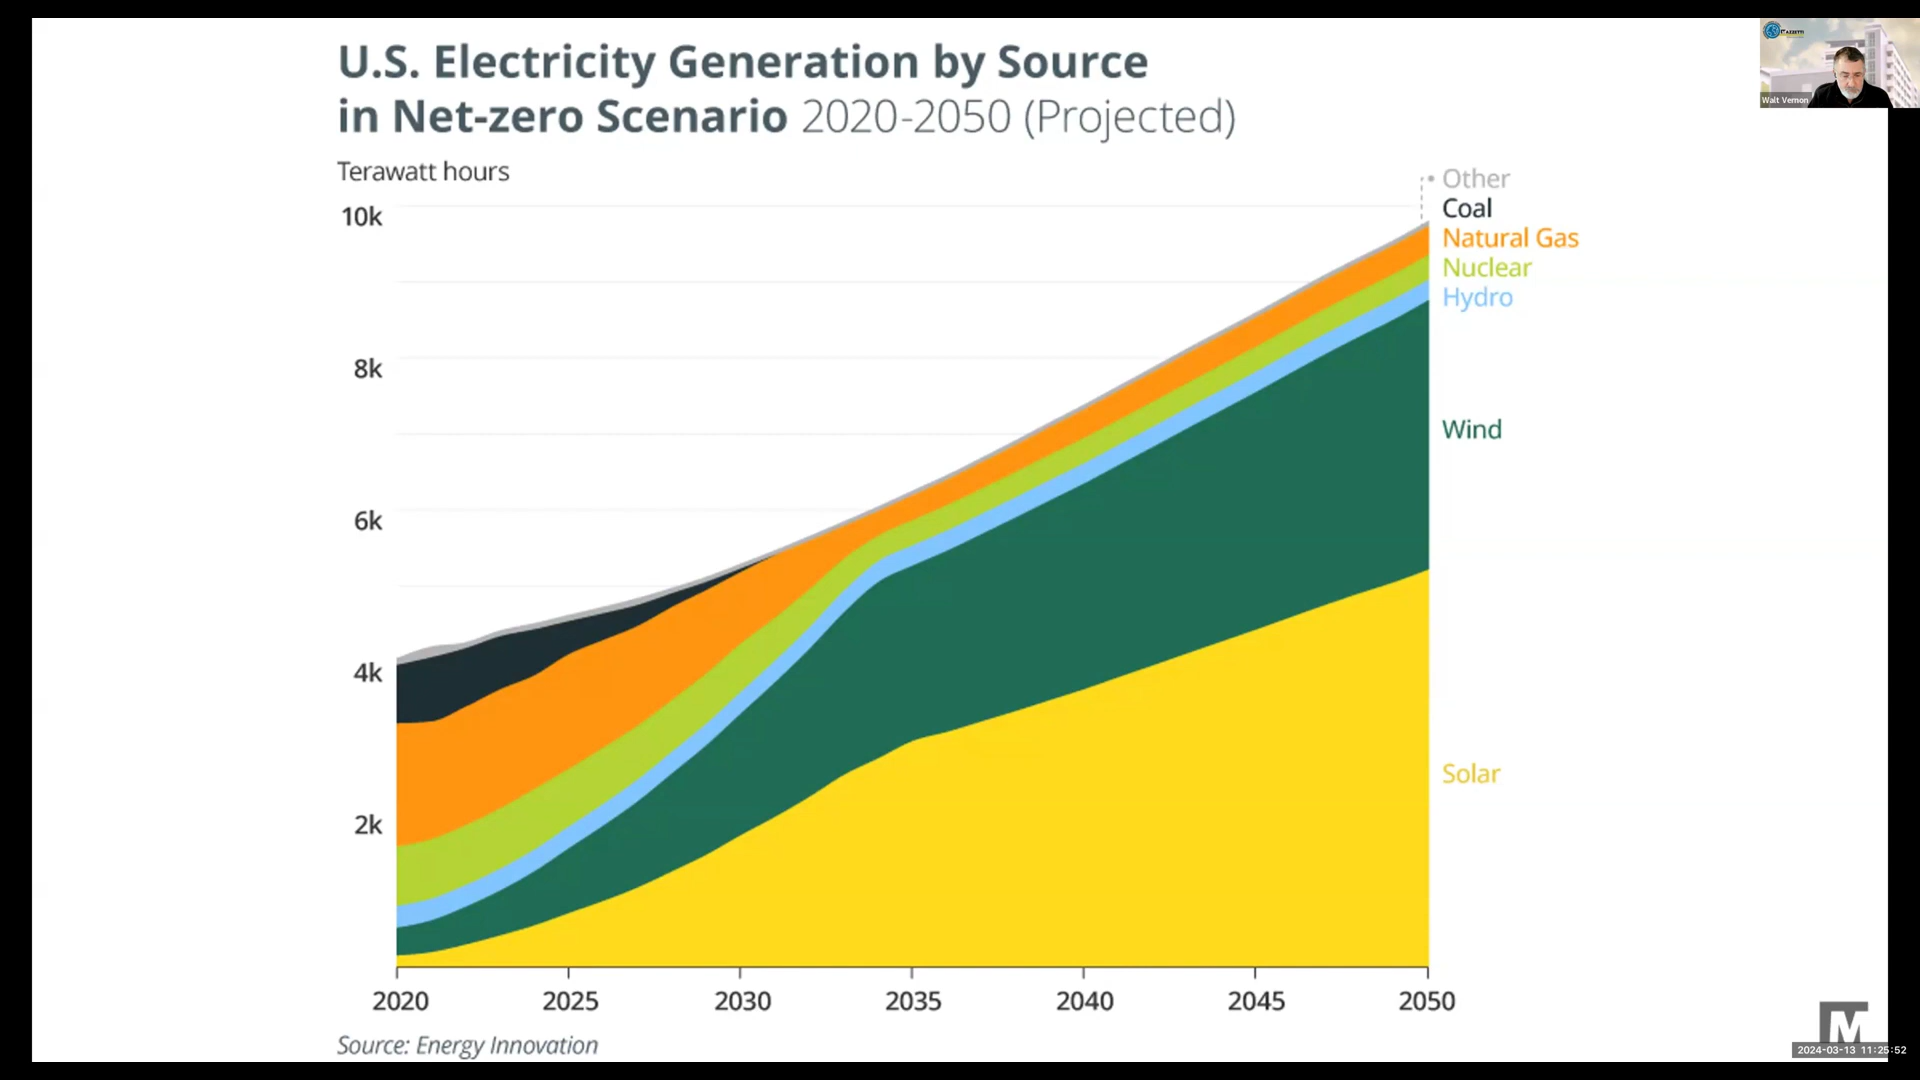 U.S. Electricity Generation by Source
in Net-zero Scenario 2020-2050 (Projected)
Terawatt hours
10k
8k
6k
4k
2k
Other
Coal
Natural Gas
Nuclear
Hydro
Wind
Solar
2020 2025 2030 2035 2040 2045 2050
Source: Energy Innovation
Walt Vernon
M
2024-03-13 11:25:52